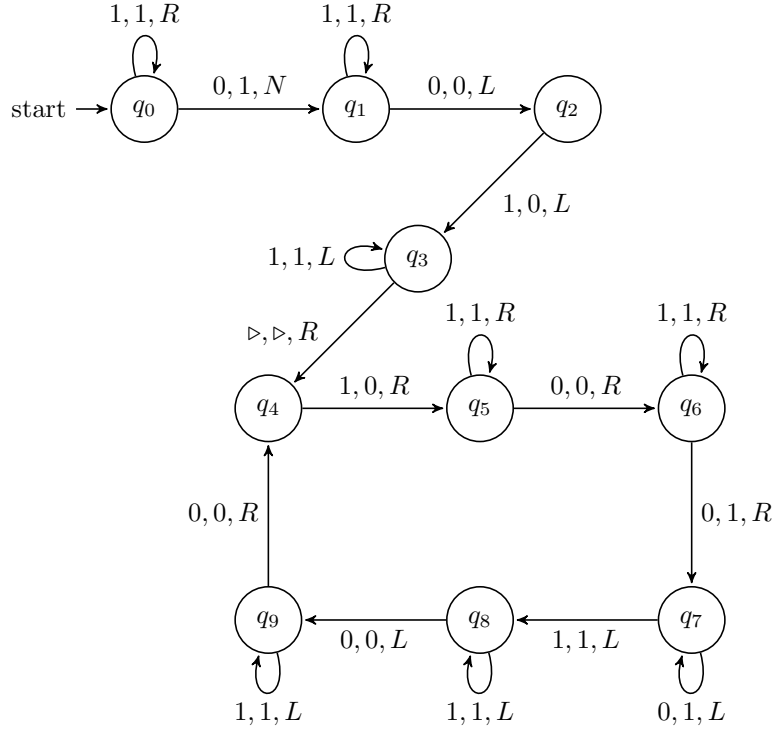 1, 1, R 1, 1, R
start q₀ 0, 1, N q₁ 0, 0, L q₂
1, 0, L
1, 1, L q₃
▷, ▷, R 1, 1, R 1, 1, R
q₄ 1, 0, R q₅ 0, 0, R q₆
0, 0, R 0, 1, R
q₉ 0, 0, L q₈ 1, 1, L q₇
1, 1, L 1, 1, L 0, 1, L